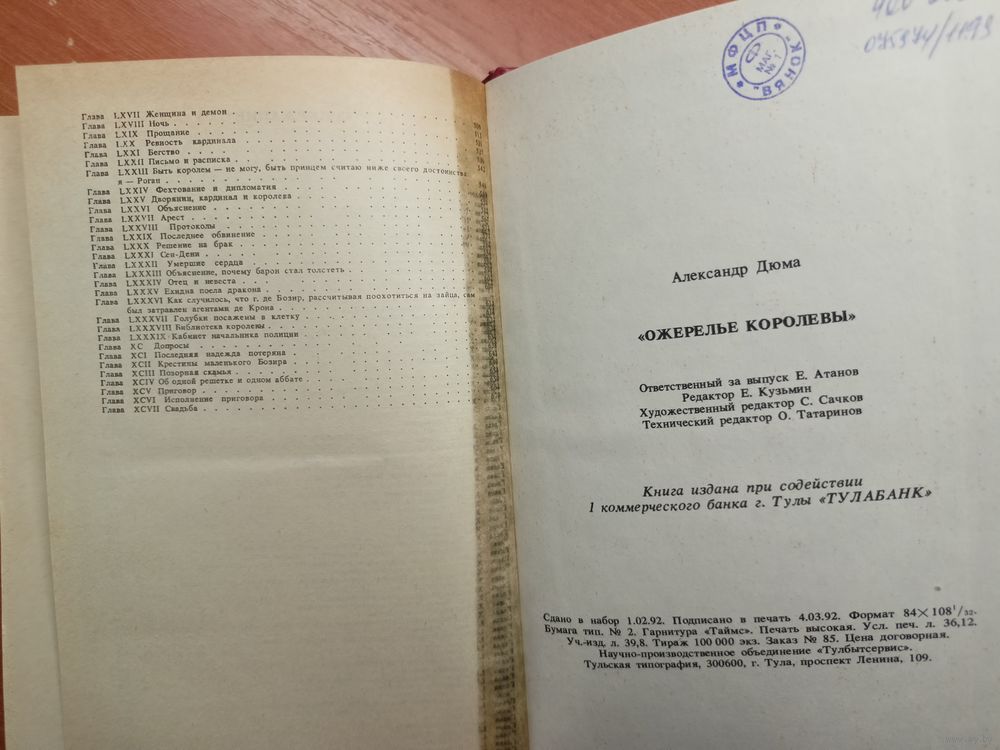 Глава LXVII Женщина и демон
Глава LXVIII Ночь
Глава LXIX Прощание
Глава LXX Ревность кардинала
Глава LXXI Бегство
Глава LXXII Письмо и расписка
Глава LXXIII Быть королем — не могу, быть принцем считаю ниже своего достоинства
я — Роган
Глава LXXIV Фехтование и дипломатия
Глава LXXV Дворянин, кардинал и королева
Глава LXXVI Объяснение
Глава LXXVII Арест
Глава LXXVIII Протоколы
Глава LXXIX Последнее обвинение
Глава LXXX Решение на брак
Глава LXXXI Сен-Дени
Глава LXXXII Умершие сердца
Глава LXXXIII Объяснение, почему барон стал толстеть
Глава LXXXIV Отец и невеста
Глава LXXXV Ехидна после дракона
Глава LXXXVI Как случилось, что г. де Бозир, рассчитывая поохотиться на зайца, сам
был затравлен агентами де Крона
Глава LXXXVII Голубки посажены в клетку
Глава LXXXVIII Библиотека королевы
Глава LXXXIX Кабинет начальника полиции
Глава XC Допросы
Глава XCI Последняя надежда потеряна
Глава XCII Крестины маленького Бозира
Глава XCIII Позорная скамья
Глава XCIV Об одной решетке и одном аббате
Глава XCV Приговор
Глава XCVI Исполнение приговора
Глава XCVII Свадьба
МФЦП "КОНЯВ"
МАГ.
№ 1
Александр Дюма
«ОЖЕРЕЛЬЕ КОРОЛЕВЫ»
Ответственный за выпуск Е. Атанов
Редактор Е. Кузьмин
Художественный редактор С. Сачков
Технический редактор О. Татаринов
Книга издана при содействии
1 коммерческого банка г. Тулы «ТУЛАБАНК»
Сдано в набор 1.02.92. Подписано в печать 4.03.92. Формат 84×108¹/₃₂.
Бумага тип. № 2. Гарнитура «Таймс». Печать высокая. Усл. печ. л. 36,12.
Уч.-изд. л. 39,8. Тираж 100 000 экз. Заказ № 85. Цена договорная.
Научно-производственное объединение «Тулбытсервис».
Тульская типография, 300600, г. Тула, проспект Ленина, 109.